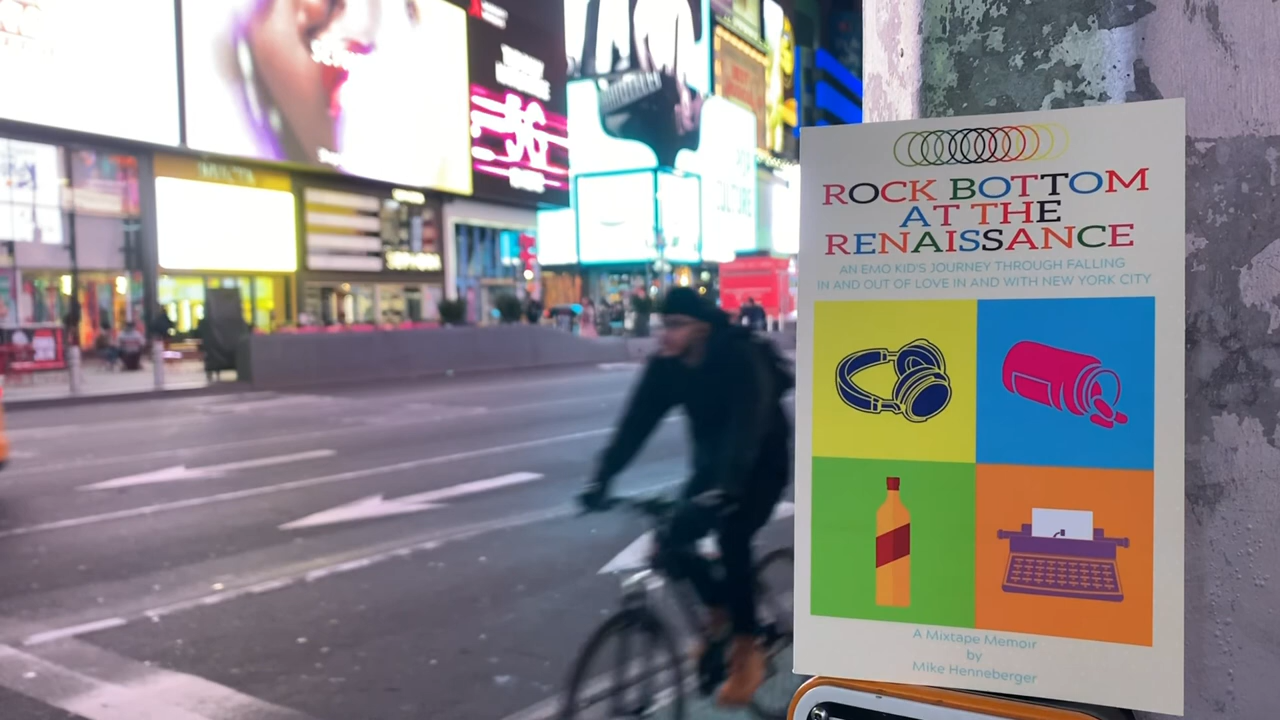 ROCK BOTTOM
AT THE
RENAISSANCE
AN EMO KID'S JOURNEY THROUGH FALLING
IN AND OUT OF LOVE IN AND WITH NEW YORK CITY
A Mixtape Memoir
by
Mike Henneberger